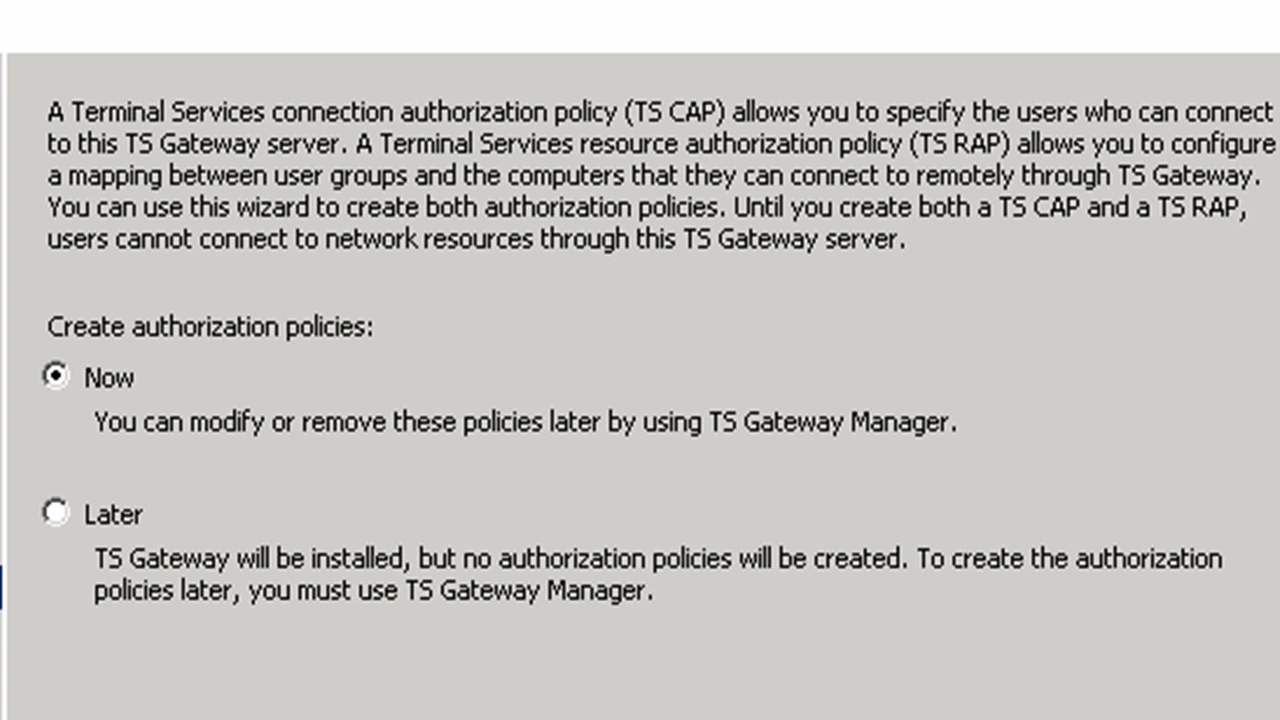 A Terminal Services connection authorization policy (TS CAP) allows you to specify the users who can connect
to this TS Gateway server. A Terminal Services resource authorization policy (TS RAP) allows you to configure
a mapping between user groups and the computers that they can connect to remotely through TS Gateway.
You can use this wizard to create both authorization policies. Until you create both a TS CAP and a TS RAP,
users cannot connect to network resources through this TS Gateway server.
Create authorization policies:
Now
You can modify or remove these policies later by using TS Gateway Manager.
Later
TS Gateway will be installed, but no authorization policies will be created. To create the authorization
policies later, you must use TS Gateway Manager.